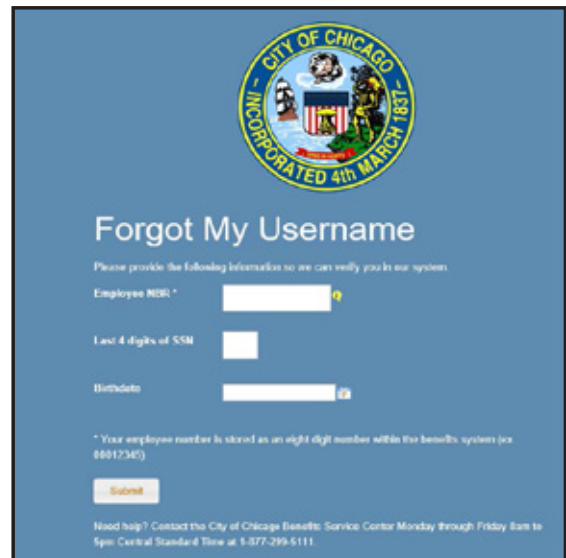 CITY OF CHICAGO
INCORPORATED 4th MARCH 1837
Forgot My Username
Please provide the following information so we can verify you in our system.
Employee NBR *
Last 4 digits of SSN
Birthdate
* Your employee number is stored as an eight digit number within the benefits system (ex.
00012345)
Submit
Need help? Contact the City of Chicago Benefits Service Center Monday through Friday 8am to
5pm Central Standard Time at 1-877-299-5111.